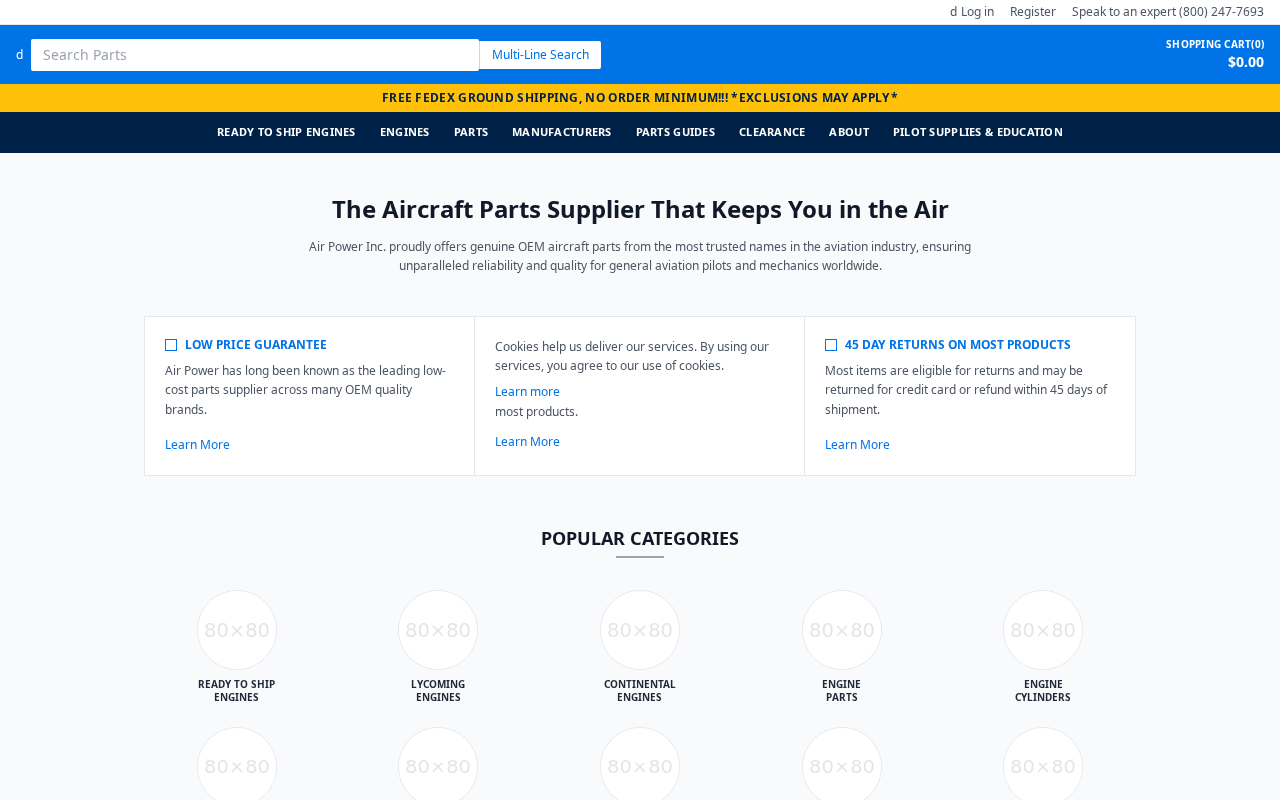 d Log in Register Speak to an expert (800) 247-7693
d Search Parts Multi-Line Search SHOPPING CART(0)
$0.00
FREE FEDEX GROUND SHIPPING, NO ORDER MINIMUM!!! *EXCLUSIONS MAY APPLY*
READY TO SHIP ENGINES ENGINES PARTS MANUFACTURERS PARTS GUIDES CLEARANCE ABOUT PILOT SUPPLIES & EDUCATION
The Aircraft Parts Supplier That Keeps You in the Air
Air Power Inc. proudly offers genuine OEM aircraft parts from the most trusted names in the aviation industry, ensuring
unparalleled reliability and quality for general aviation pilots and mechanics worldwide.
LOW PRICE GUARANTEE
Air Power has long been known as the leading low-
cost parts supplier across many OEM quality
brands.
Learn More
Cookies help us deliver our services. By using our
services, you agree to our use of cookies.
Learn more
most products.
Learn More
45 DAY RETURNS ON MOST PRODUCTS
Most items are eligible for returns and may be
returned for credit card or refund within 45 days of
shipment.
Learn More
POPULAR CATEGORIES
80×80 80×80 80×80 80×80 80×80
READY TO SHIP
ENGINES
LYCOMING
ENGINES
CONTINENTAL
ENGINES
ENGINE
PARTS
ENGINE
CYLINDERS
80×80 80×80 80×80 80×80 80×80